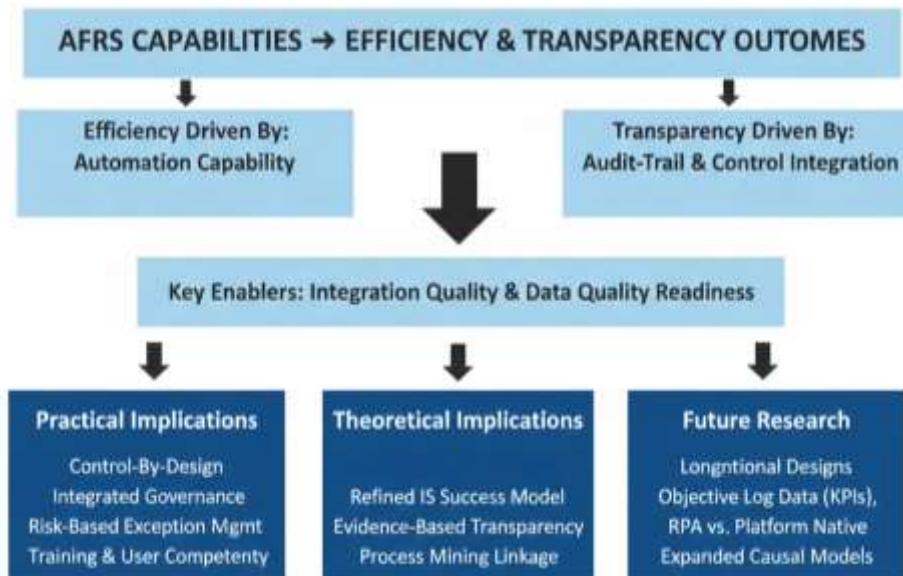 AFRS CAPABILITIES → EFFICIENCY & TRANSPARENCY OUTCOMES
Efficiency Driven By:
Automation Capability
Transparency Driven By:
Audit-Trail & Control Integration
Key Enablers: Integration Quality & Data Quality Readiness
Practical Implications
Control-By-Design
Integrated Governance
Risk-Based Exception Mgmt
Training & User Competenty
Theoretical Implications
Refined IS Success Model
Evidence-Based Transparency
Process Mining Linkage
Future Research
Longntional Designs
Objective Log Data (KPIs),
RPA vs. Platform Native
Expanded Causal Models